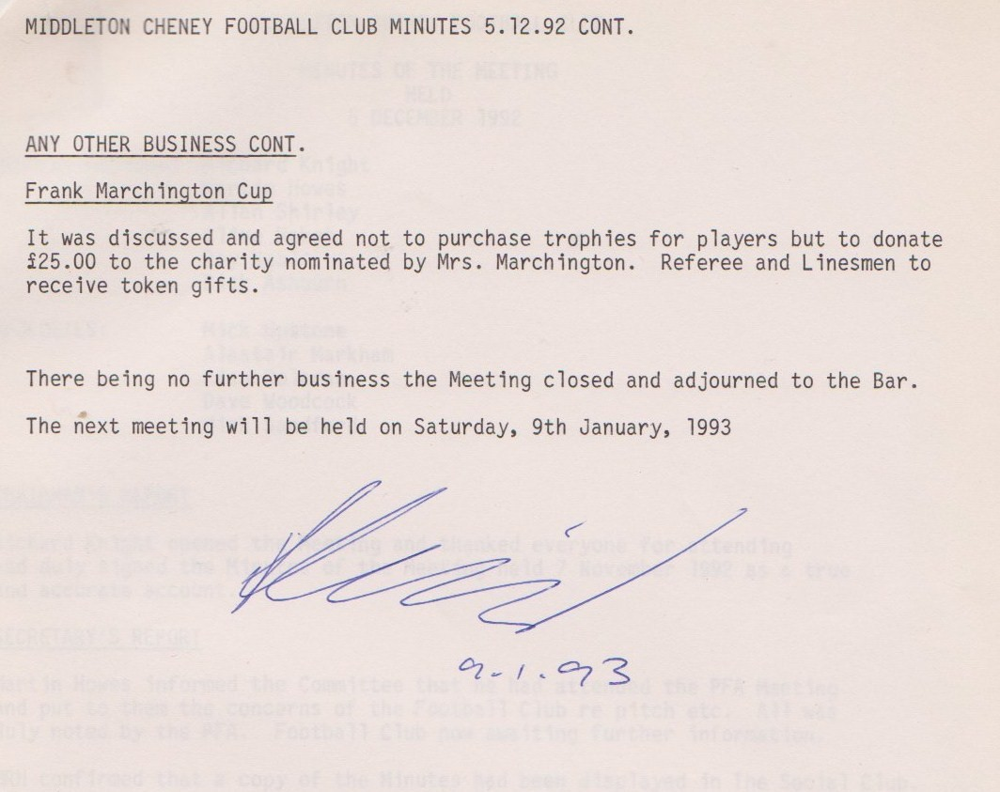 MIDDLETON CHENEY FOOTBALL CLUB MINUTES 5.12.92 CONT.
ANY OTHER BUSINESS CONT.
Frank Marchington Cup
It was discussed and agreed not to purchase trophies for players but to donate
£25.00 to the charity nominated by Mrs. Marchington.  Referee and Linesmen to
receive token gifts.
There being no further business the Meeting closed and adjourned to the Bar.
The next meeting will be held on Saturday, 9th January, 1993
9.1.93